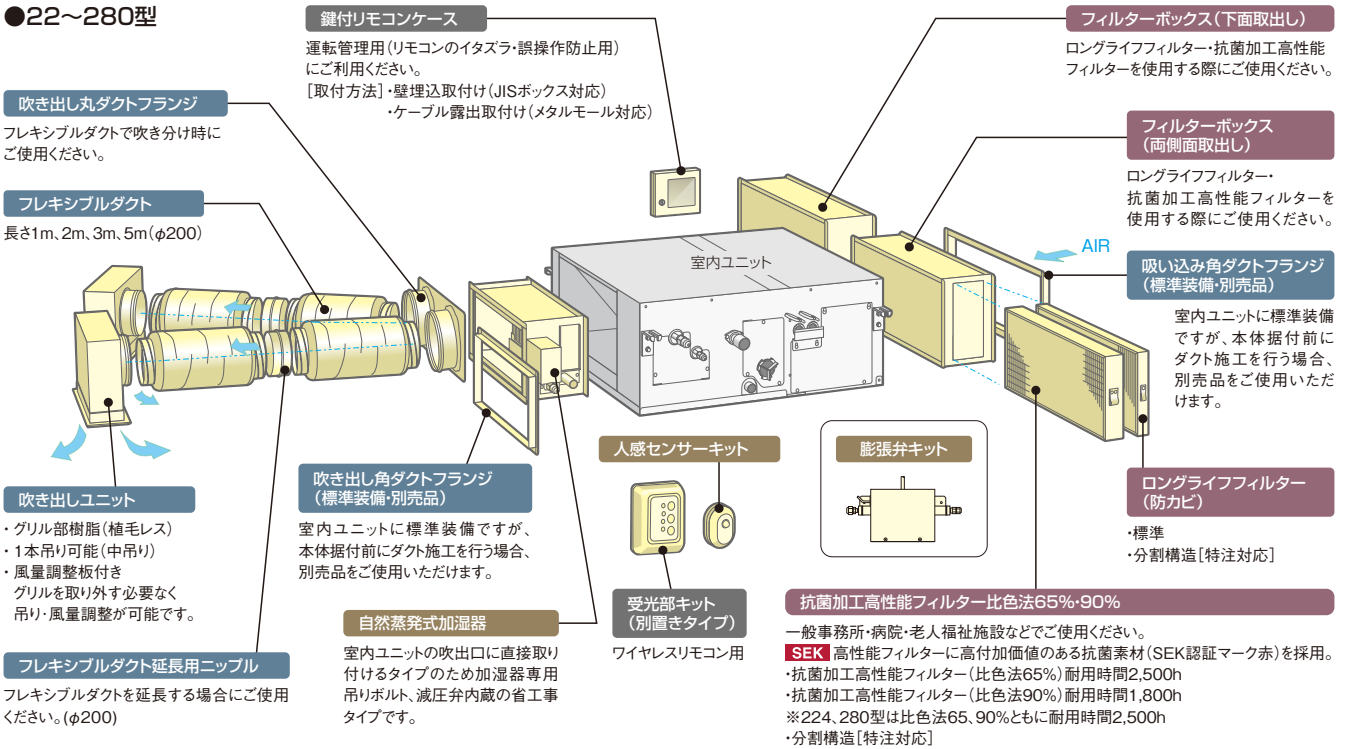 ●22～280型
鍵付リモコンケース
運転管理用（リモコンのイタズラ・誤操作防止用）
にご利用ください。
［取付方法］・壁埋込取付け（JISボックス対応）
・ケーブル露出取付け（メタルモール対応）
フィルターボックス（下面取出し）
ロングライフフィルター・抗菌加工高性能
フィルターを使用する際にご使用ください。
吹き出し丸ダクトフランジ
フレキシブルダクトで吹き分け時に
ご使用ください。
フィルターボックス
（両側面取出し）
ロングライフフィルター・
抗菌加工高性能フィルターを
使用する際にご使用ください。
フレキシブルダクト
長さ1m、2m、3m、5m（φ200）
AIR
室内ユニット
吸い込み角ダクトフランジ
（標準装備・別売品）
室内ユニットに標準装備
ですが、本体据付前に
ダクト施工を行う場合、
別売品をご使用いただ
けます。
吹き出しユニット
・グリル部樹脂（植毛レス）
・1本吊り可能（中吊り）
・風量調整板付き
グリルを取り外す必要なく
吊り・風量調整が可能です。
吹き出し角ダクトフランジ
（標準装備・別売品）
室内ユニットに標準装備ですが、
本体据付前にダクト施工を行う場合、
別売品をご使用いただけます。
人感センサーキット
膨張弁キット
ロングライフフィルター
（防カビ）
・標準
・分割構造［特注対応］
フレキシブルダクト延長用ニップル
フレキシブルダクトを延長する場合にご使用
ください。(φ200)
自然蒸発式加湿器
室内ユニットの吹出口に直接取り
付けるタイプのため加湿器専用
吊りボルト、減圧弁内蔵の省工事
タイプです。
受光部キット
（別置きタイプ）
ワイヤレスリモコン用
抗菌加工高性能フィルター比色法65%・90%
一般事務所・病院・老人福祉施設などでご使用ください。
SEK 高性能フィルターに高付加価値のある抗菌素材（SEK認証マーク赤）を採用。
・抗菌加工高性能フィルター（比色法65%）耐用時間2,500h
・抗菌加工高性能フィルター（比色法90%）耐用時間1,800h
※224、280型は比色法65、90%ともに耐用時間2,500h
・分割構造［特注対応］